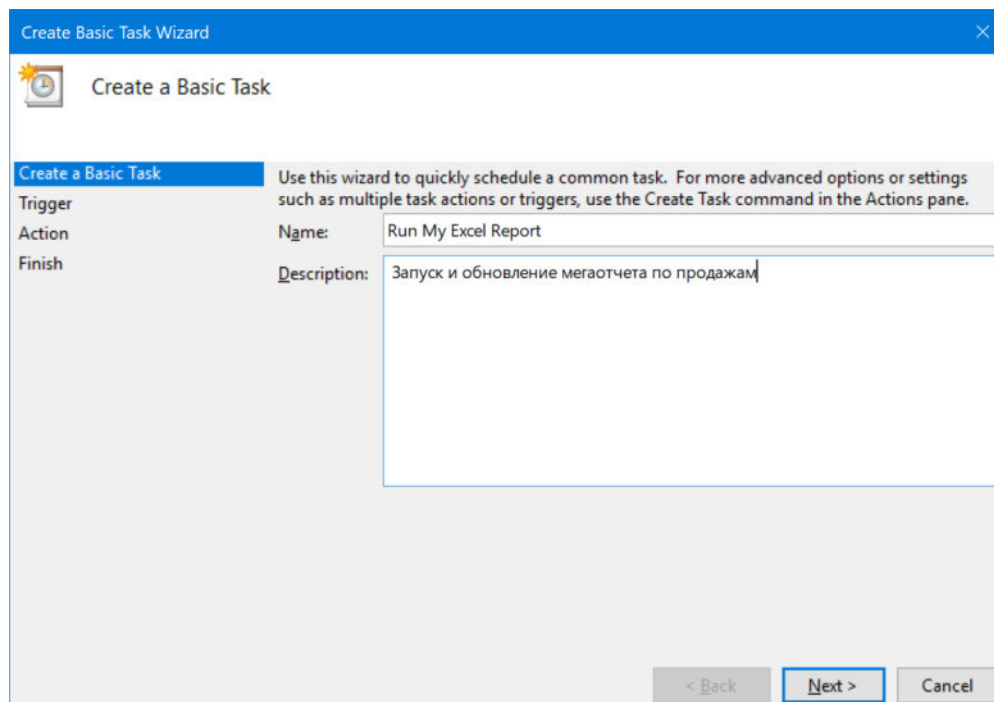 Create Basic Task Wizard
Create a Basic Task
Create a Basic Task
Trigger
Action
Finish
Use this wizard to quickly schedule a common task.  For more advanced options or settings
such as multiple task actions or triggers, use the Create Task command in the Actions pane.
Name:
Run My Excel Report
Description:
Запуск и обновление мегаотчета по продажам
< Back
Next >
Cancel